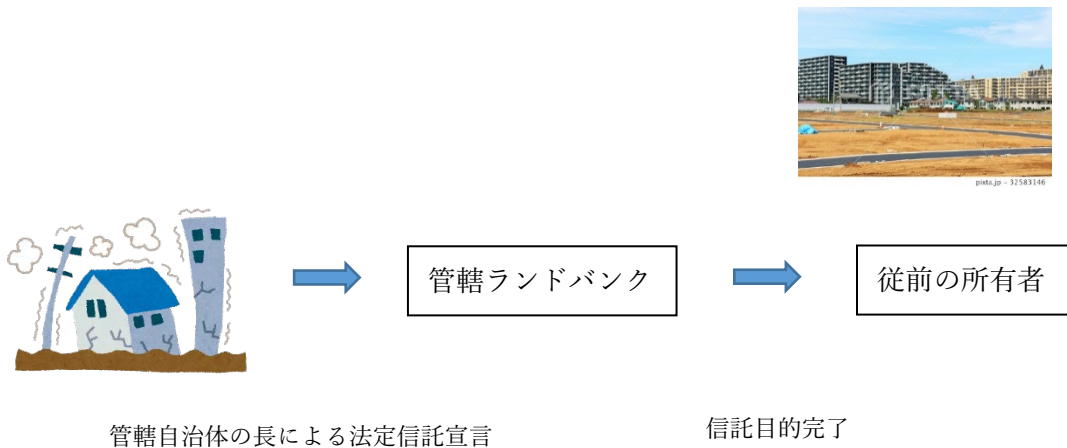 pixta.jp - 32583146
管轄ランドバンク
従前の所有者
管轄自治体の長による法定信託宣言
信託目的完了